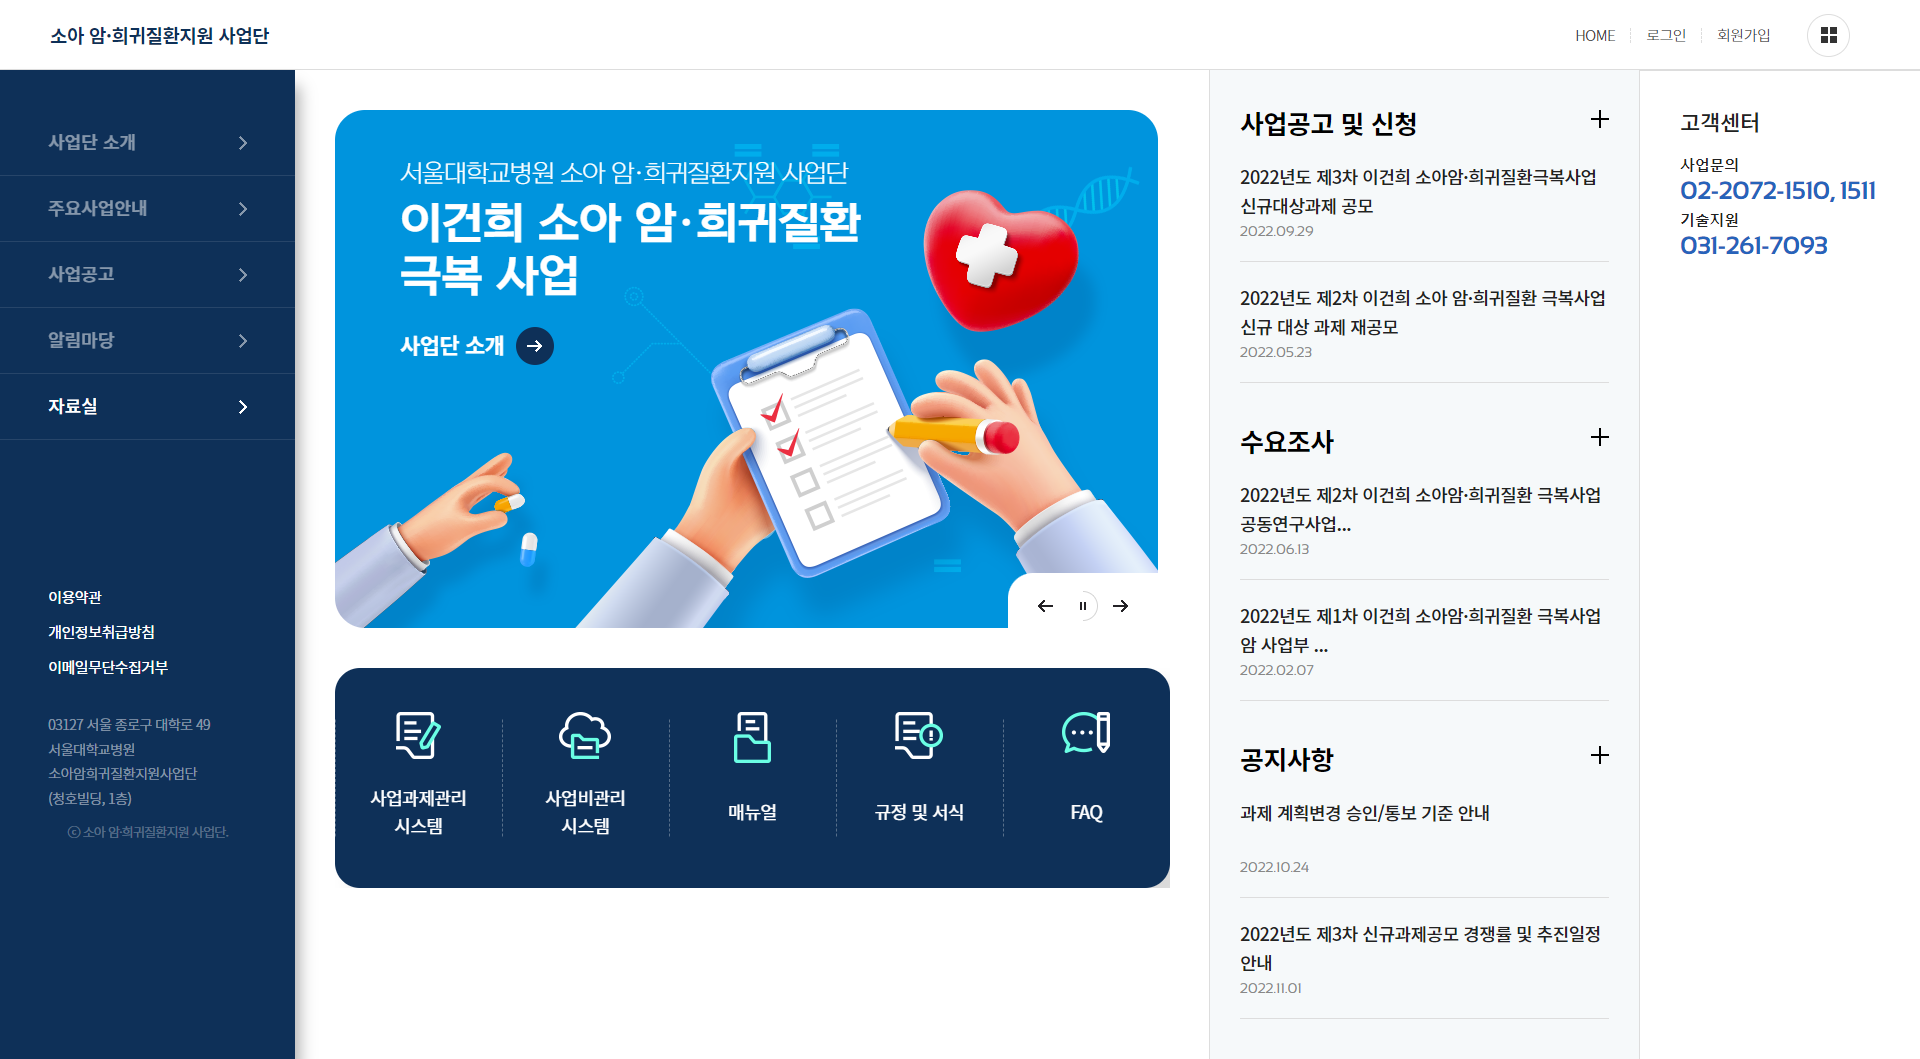 소아 암·희귀질환지원 사업단
HOME
로그인
회원가입
사업단 소개
주요사업안내
사업공고
알림마당
자료실
이용약관
개인정보취급방침
이메일무단수집거부
03127 서울 종로구 대학로 49
서울대학교병원
소아암희귀질환지원사업단
(청호빌딩, 1층)
ⓒ 소아 암·희귀질환지원 사업단.
서울대학교병원 소아 암·희귀질환지원 사업단
이건희 소아 암·희귀질환
극복 사업
사업단 소개
사업과제관리
시스템
사업비관리
시스템
매뉴얼
규정 및 서식
FAQ
사업공고 및 신청
2022년도 제3차 이건희 소아암·희귀질환극복사업
신규대상과제 공모
2022.09.29
2022년도 제2차 이건희 소아 암·희귀질환 극복사업
신규 대상 과제 재공모
2022.05.23
수요조사
2022년도 제2차 이건희 소아암·희귀질환 극복사업
공동연구사업...
2022.06.13
2022년도 제1차 이건희 소아암·희귀질환 극복사업
암 사업부 ...
2022.02.07
공지사항
과제 계획변경 승인/통보 기준 안내
2022.10.24
2022년도 제3차 신규과제공모 경쟁률 및 추진일정
안내
2022.11.01
고객센터
사업문의
02-2072-1510, 1511
기술지원
031-261-7093